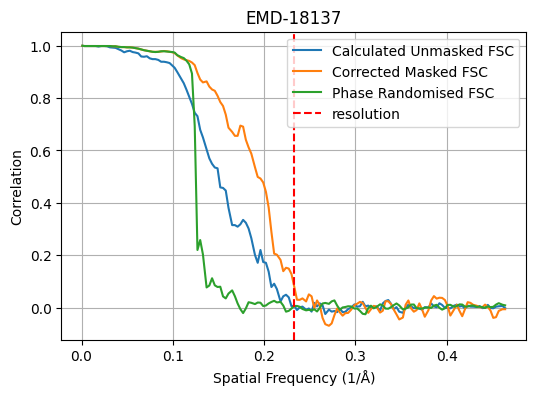 EMD-18137
Calculated Unmasked FSC
Corrected Masked FSC
Phase Randomised FSC
resolution
Correlation
1.0
0.8
0.6
0.4
0.2
0.0
0.0 0.1 0.2 0.3 0.4
Spatial Frequency (1/Å)